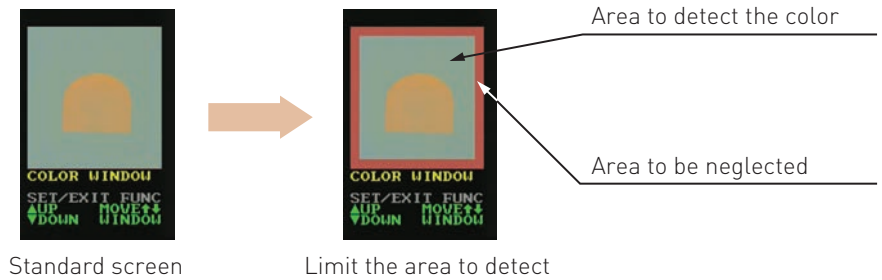 Area to detect the color
Area to be neglected
COLOR WINDOW
SET/EXIT FUNC
▲UP MOVE↑↓
▼DOWN WINDOW
Standard screen
COLOR WINDOW
SET/EXIT FUNC
▲UP MOVE↑↓
▼DOWN WINDOW
Limit the area to detect